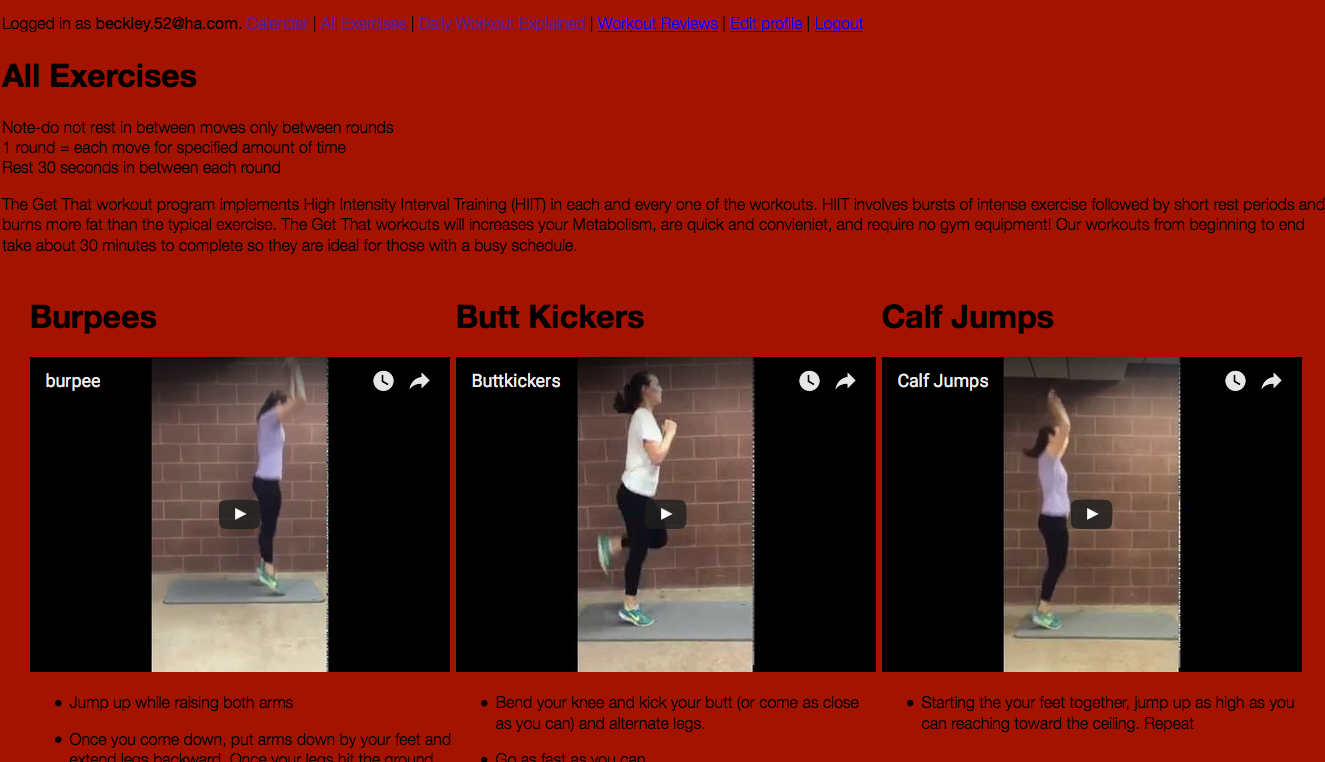 Logged in as beckley.52@ha.com. Calendar | All Exercises | Daily Workout Explained | Workout Reviews | Edit profile | Logout
All Exercises
Note-do not rest in between moves only between rounds
1 round = each move for specified amount of time
Rest 30 seconds in between each round
The Get That workout program implements High Intensity Interval Training (HIIT) in each and every one of the workouts. HIIT involves bursts of intense exercise followed by short rest periods and
burns more fat than the typical exercise. The Get That workouts will increases your Metabolism, are quick and convieniet, and require no gym equipment! Our workouts from beginning to end
take about 30 minutes to complete so they are ideal for those with a busy schedule.
Burpees
burpee
Jump up while raising both arms
Once you come down, put arms down by your feet and
extend legs backward. Once your legs hit the ground
Butt Kickers
Buttkickers
Bend your knee and kick your butt (or come as close
as you can) and alternate legs.
Go as fast as you can
Calf Jumps
Calf Jumps
Starting the your feet together, jump up as high as you
can reaching toward the ceiling. Repeat